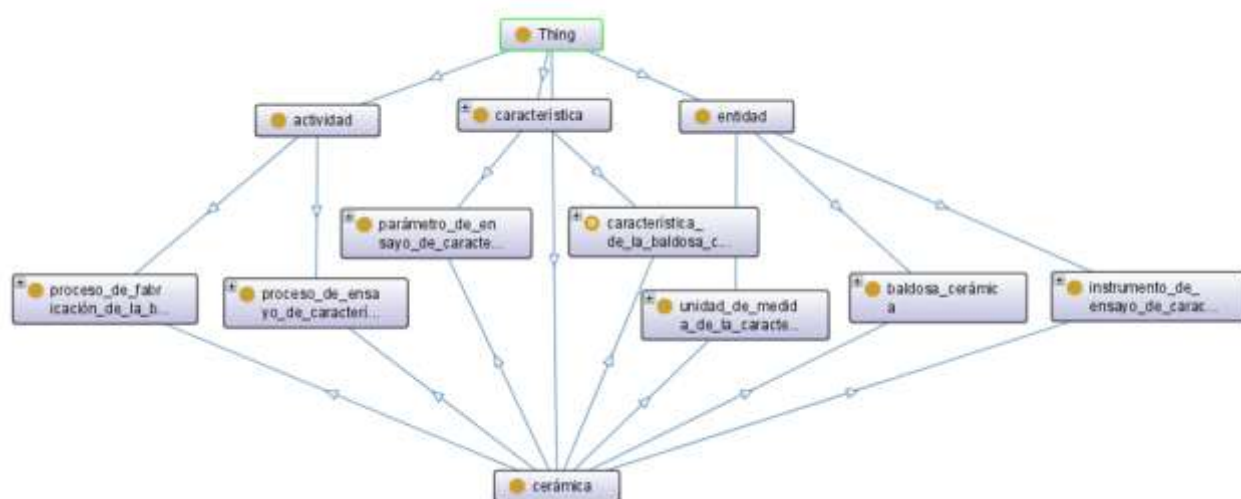 Thing
actividad
característica
entidad
parámetro_de_en
sayo_de_caracte...
característica_
de_la_baldosa_c...
proceso_de_fabr
icación_de_la_b...
proceso_de_ensa
yo_de_caracterí...
unidad_de_medid
a_de_la_caracte...
baldosa_cerámic
a
instrumento_de_
ensayo_de_carac...
cerámica